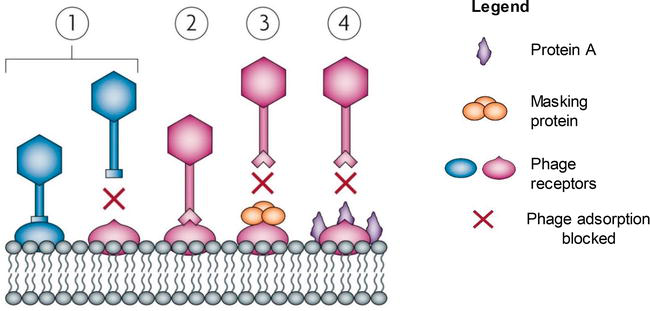 1
2
3
4
Legend
Protein A
Masking
protein
Phage
receptors
Phage adsorption
blocked